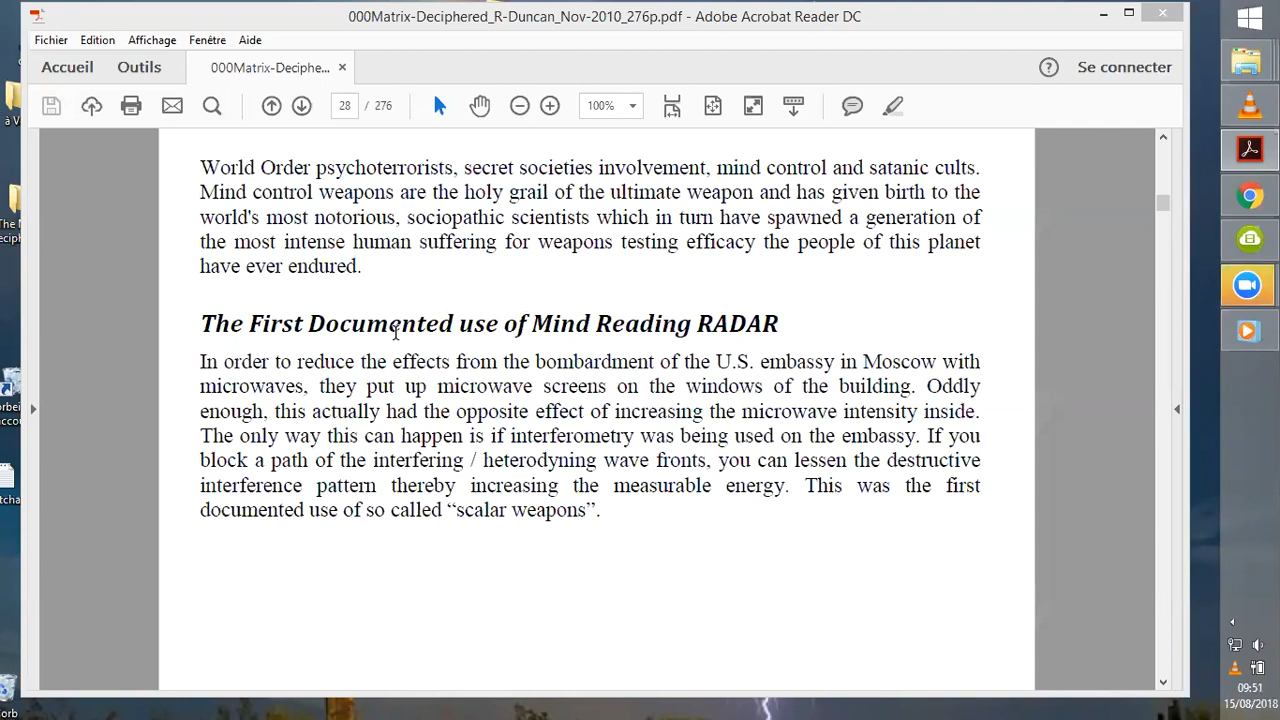 000Matrix-Deciphered_R-Duncan_Nov-2010_276p.pdf - Adobe Acrobat Reader DC
Fichier Edition Affichage Fenêtre Aide
Accueil Outils 000Matrix-Deciphe... × ? Se connecter
28 / 276 100%
World Order psychoterrorists, secret societies involvement, mind control and satanic cults.
Mind control weapons are the holy grail of the ultimate weapon and has given birth to the
world's most notorious, sociopathic scientists which in turn have spawned a generation of
the most intense human suffering for weapons testing efficacy the people of this planet
have ever endured.
The First Documented use of Mind Reading RADAR
In order to reduce the effects from the bombardment of the U.S. embassy in Moscow with
microwaves, they put up microwave screens on the windows of the building. Oddly
enough, this actually had the opposite effect of increasing the microwave intensity inside.
The only way this can happen is if interferometry was being used on the embassy. If you
block a path of the interfering / heterodyning wave fronts, you can lessen the destructive
interference pattern thereby increasing the measurable energy. This was the first
documented use of so called “scalar weapons”.
à V
The M
ecip
orbei
accou
tcha
orb
09:51
15/08/2018